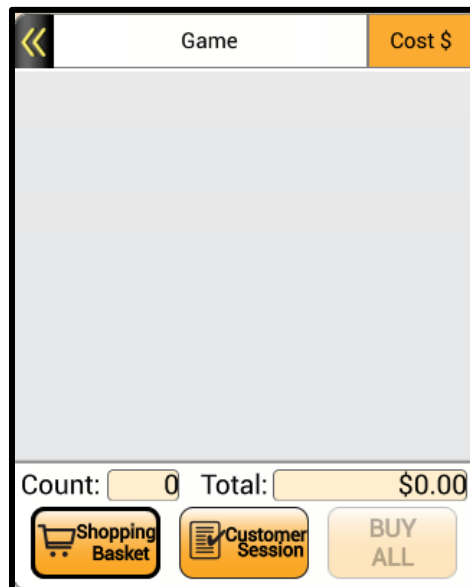 Game Cost $
Count: 0 Total: $0.00
Shopping
Basket
Customer
Session
BUY
ALL